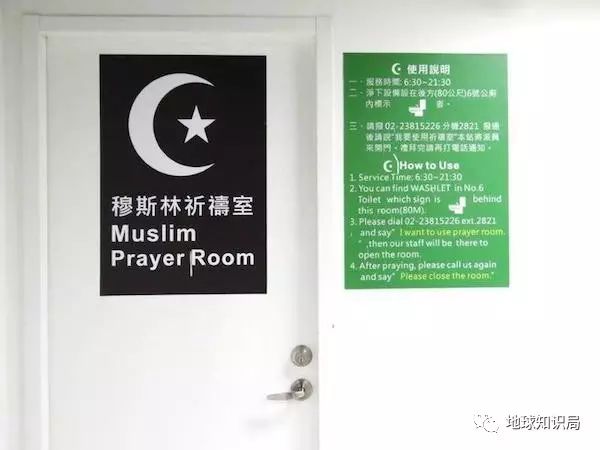 穆斯林祈禱室
Muslim
Prayer Room
使用說明
一、服務時間: 6:30~21:30
二、淨下設備設在後方(80公尺)6號公廁
內標示 者。
三、請撥 02-23815226 分機2821 撥通
後請說"我要使用祈禱室"本站將派員
來開門。禮拜完請再打電話通知。
How to Use
1. Service Time: 6:30~21:30
2. You can find WASHLET in No.6
Toilet which sign is behind
this room(80M).
3. Please dial 02-23815226 ext.2821
, and say" I want to use prayer room.
",then our staff will be there to
open the room.
4. After praying, please call us again
and say" Please close the room."
地球知识局